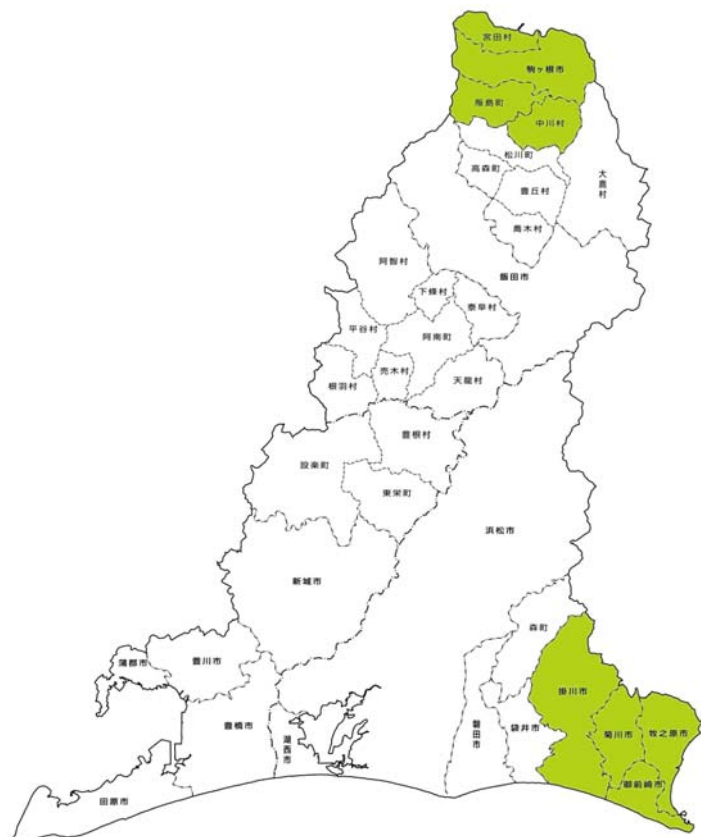 宮田村
駒ヶ根市
飯島町
中川村
松川町
大鹿村
高森町
豊丘村
喬木村
阿智村
飯田市
下條村
泰阜村
平谷村
阿南町
売木村
天龍村
根羽村
豊根村
設楽町
東栄町
浜松市
新城市
森町
蒲郡市
豊川市
掛川市
豊橋市
湖西市
磐田市
袋井市
菊川市
牧之原市
御前崎市
田原市